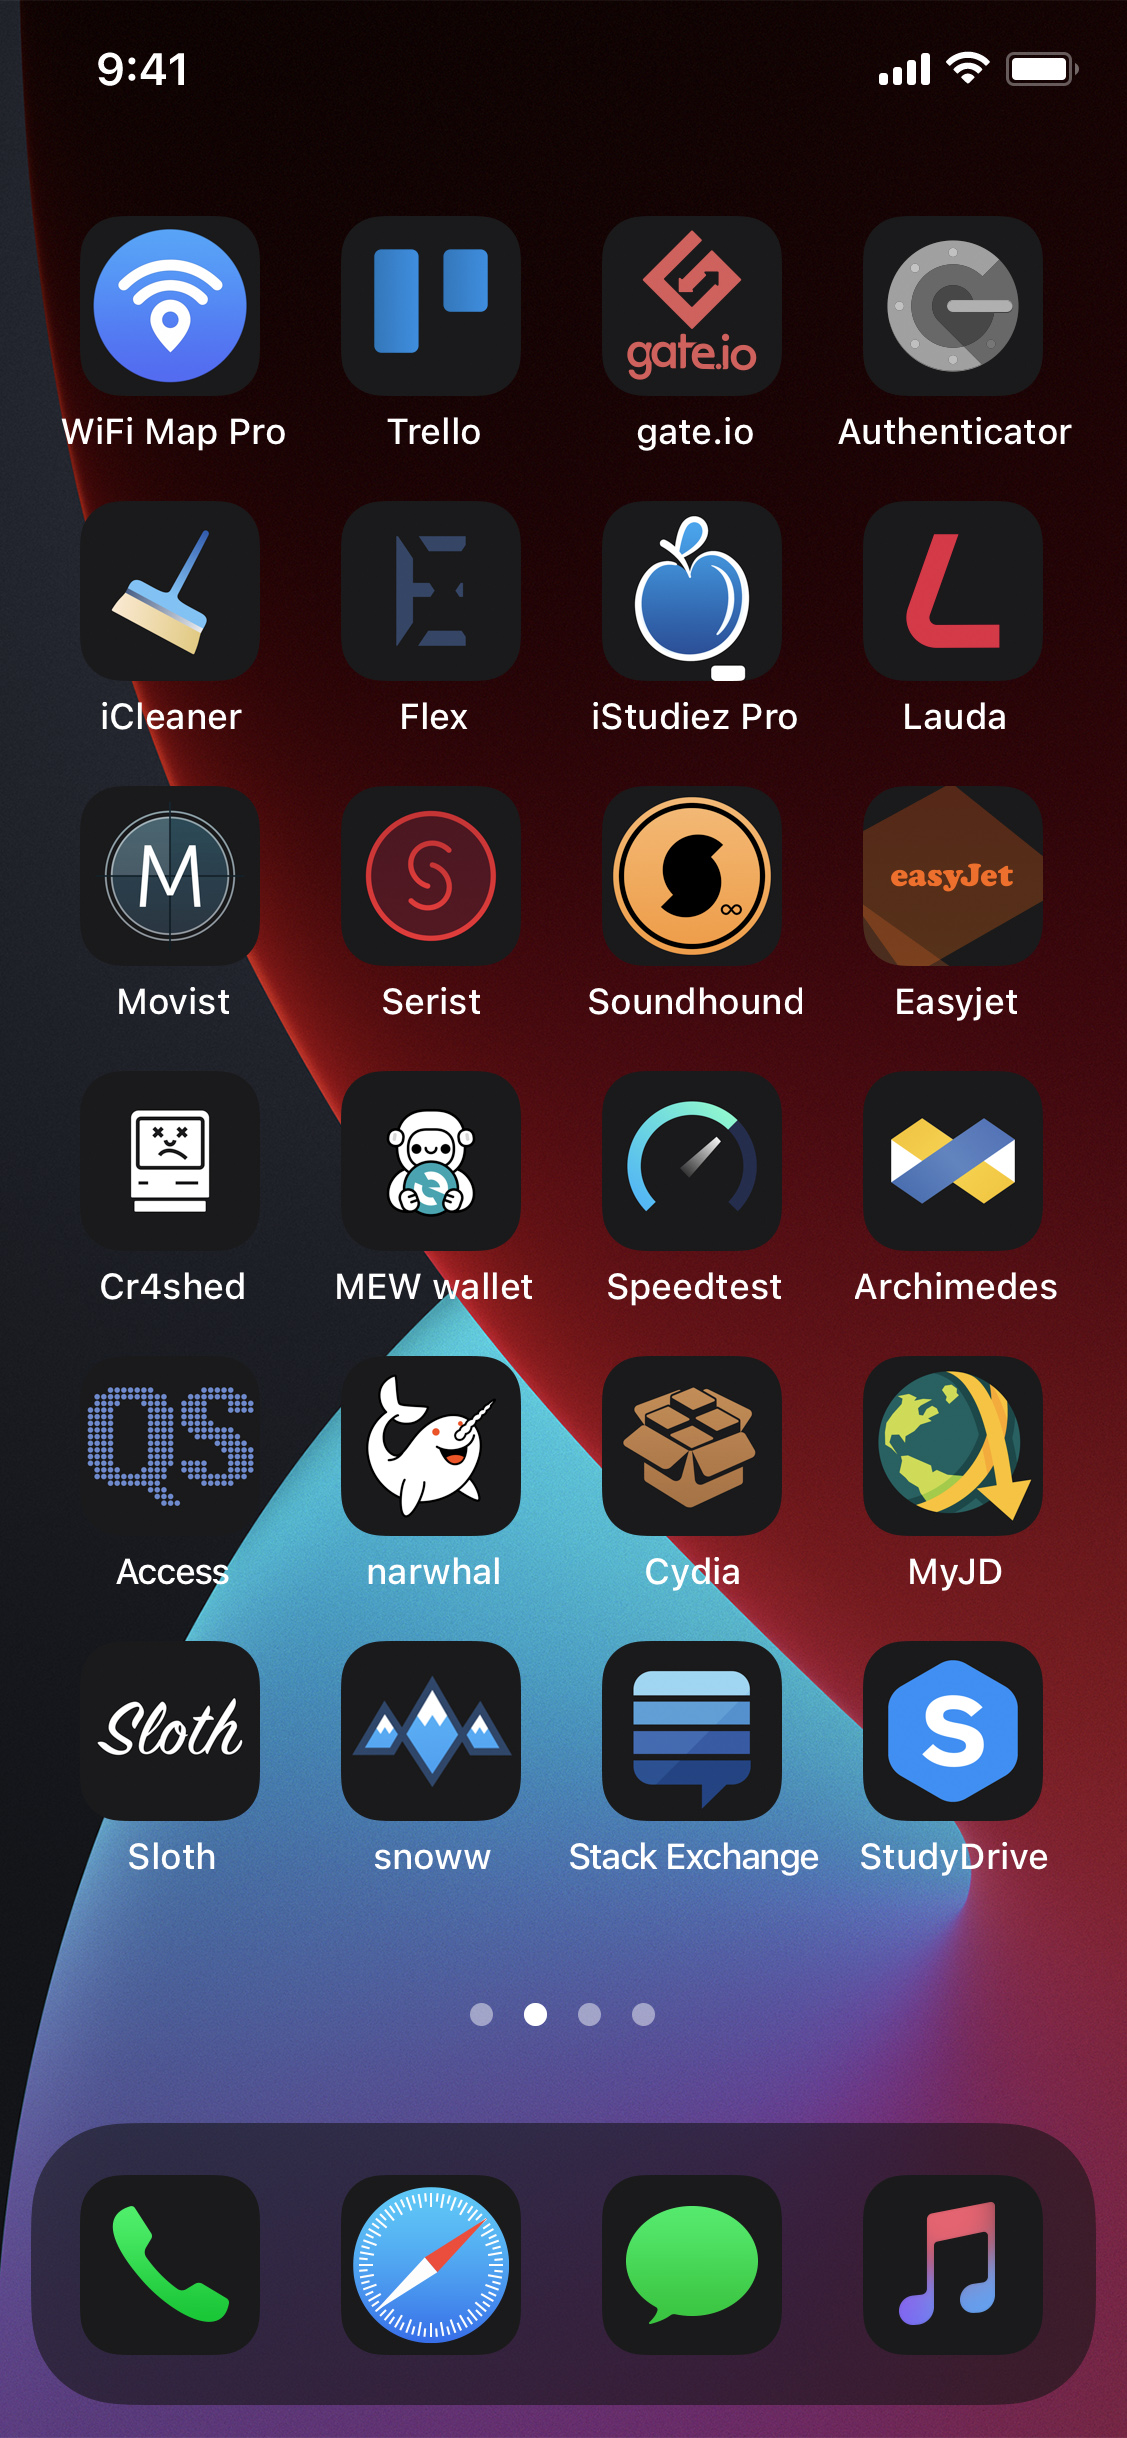 9:41
gate.io
WiFi Map Pro Trello gate.io Authenticator
iCleaner Flex iStudiez Pro Lauda
M S easyJet
Movist Serist Soundhound Easyjet
Cr4shed MEW wallet Speedtest Archimedes
QS
Access narwhal Cydia MyJD
Sloth S
Sloth snoww Stack Exchange StudyDrive